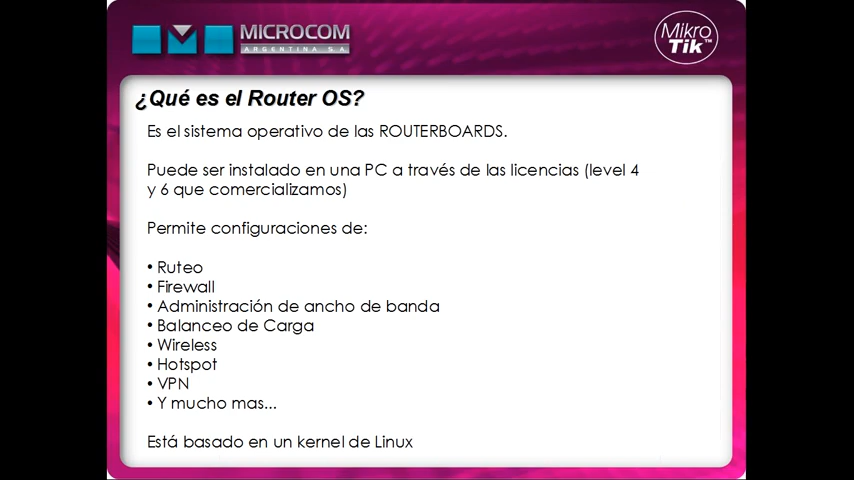 MICROCOM
ARGENTINA S.A
Mikro
Tik™
¿Qué es el Router OS?
Es el sistema operativo de las ROUTERBOARDS.
Puede ser instalado en una PC a través de las licencias (level 4
y 6 que comercializamos)
Permite configuraciones de:
• Ruteo
• Firewall
• Administración de ancho de banda
• Balanceo de Carga
• Wireless
• Hotspot
• VPN
• Y mucho mas...
Está basado en un kernel de Linux